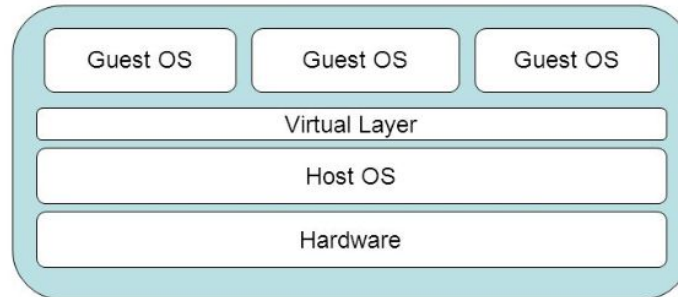 Guest OS Guest OS Guest OS
Virtual Layer
Host OS
Hardware